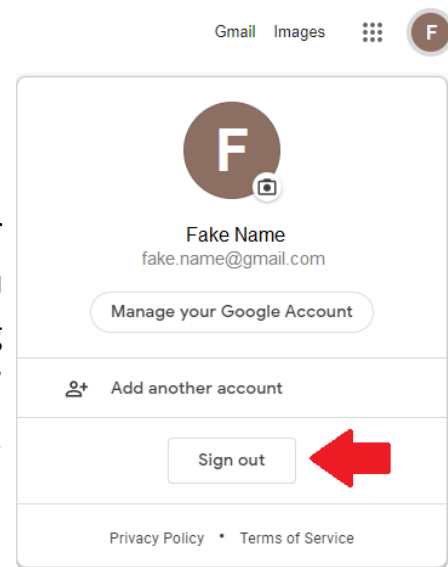 Gmail Images
F
F
Fake Name
fake.name@gmail.com
Manage your Google Account
Add another account
Sign out
Privacy Policy • Terms of Service